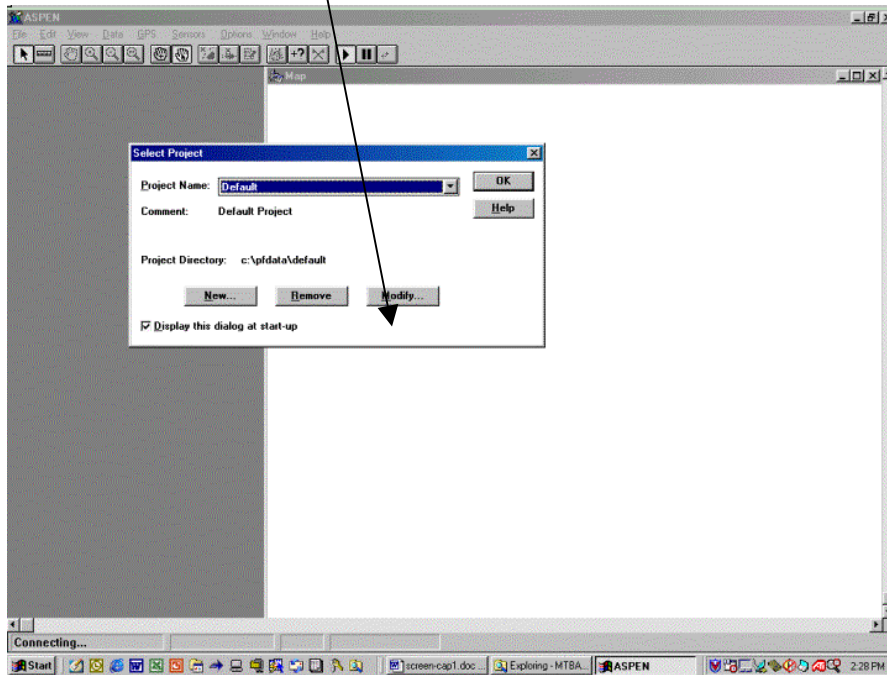 ASPEN
File Edit View Data GPS Sensors Options Window Help
Map
Select Project
Project Name: Default
OK
Comment: Default Project
Help
Project Directory: c:\pfdata\default
New... Remove Modify...
Display this dialog at start-up
Connecting...
Start screen-cap1.doc ... Exploring - MTBA... ASPEN 2:28 PM